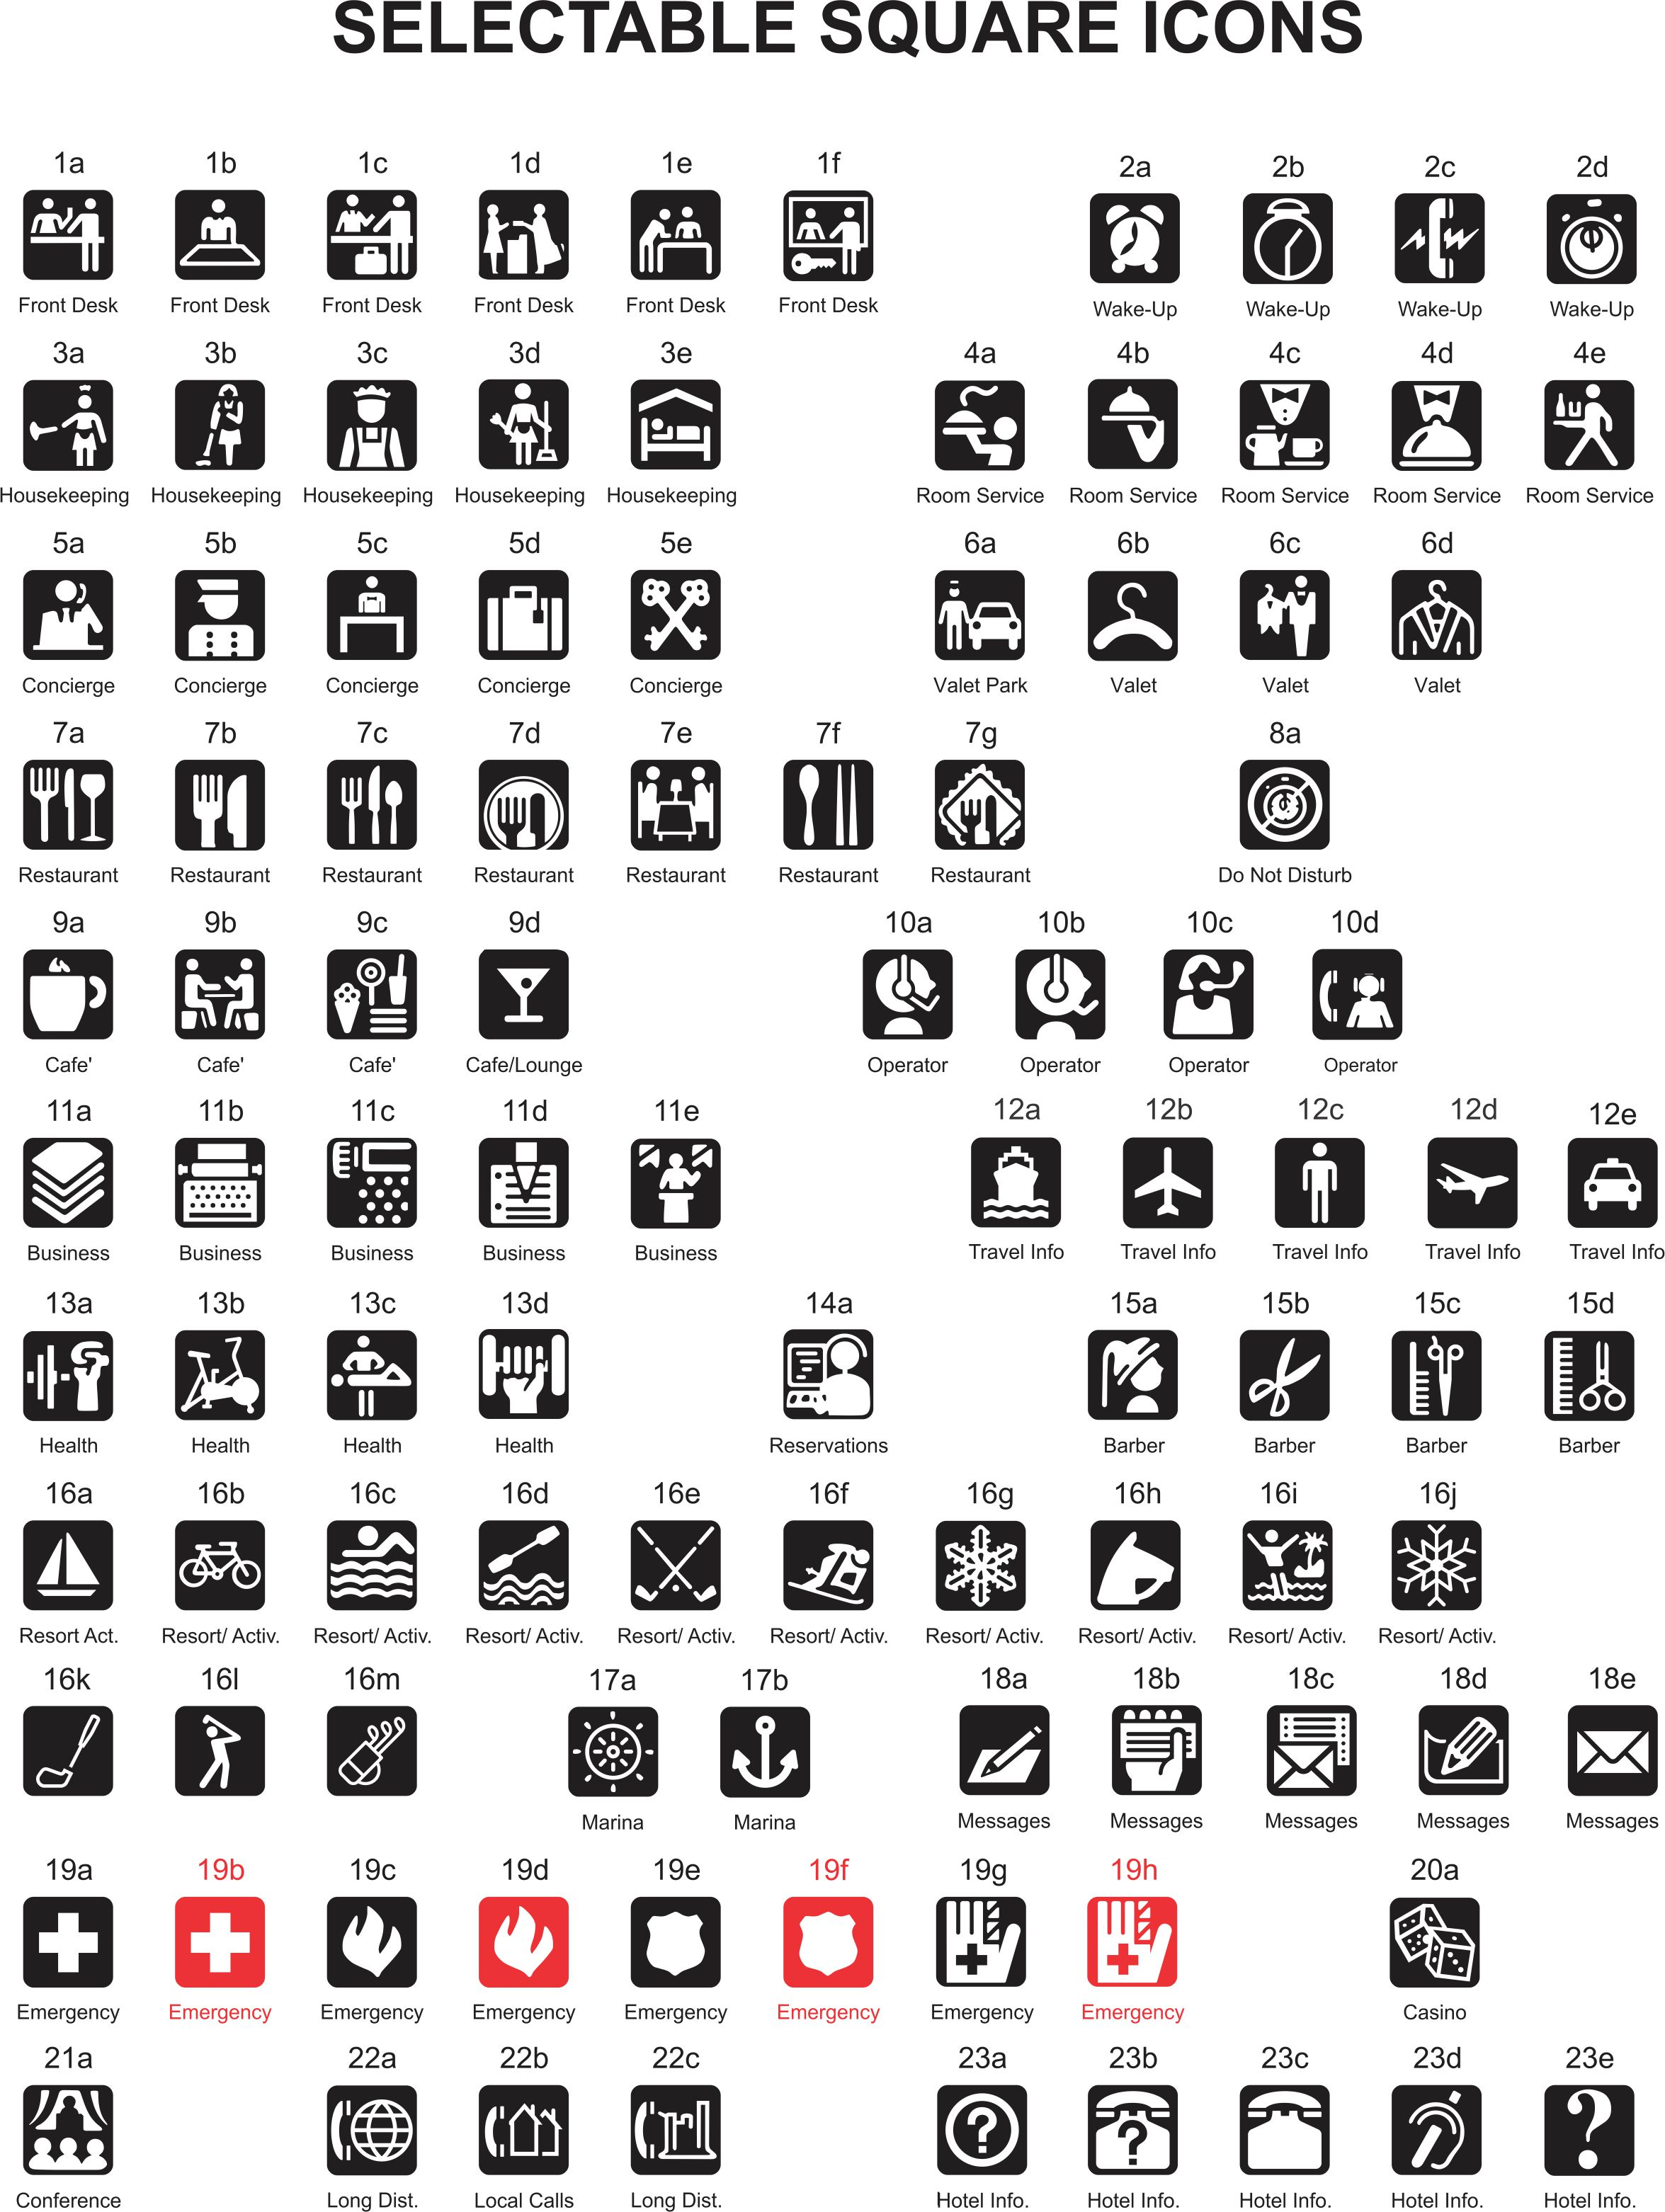 SELECTABLE SQUARE ICONS
1a 1b 1c 1d 1e 1f 2a 2b 2c 2d
Front Desk Front Desk Front Desk Front Desk Front Desk Front Desk Wake-Up Wake-Up Wake-Up Wake-Up
3a 3b 3c 3d 3e 4a 4b 4c 4d 4e
Housekeeping Housekeeping Housekeeping Housekeeping Housekeeping Room Service Room Service Room Service Room Service Room Service
5a 5b 5c 5d 5e 6a 6b 6c 6d
Concierge Concierge Concierge Concierge Concierge Valet Park Valet Valet Valet
7a 7b 7c 7d 7e 7f 7g 8a
Restaurant Restaurant Restaurant Restaurant Restaurant Restaurant Restaurant Do Not Disturb
9a 9b 9c 9d 10a 10b 10c 10d
Cafe' Cafe' Cafe' Cafe/Lounge Operator Operator Operator Operator
11a 11b 11c 11d 11e 12a 12b 12c 12d 12e
Business Business Business Business Business Travel Info Travel Info Travel Info Travel Info Travel Info
13a 13b 13c 13d 14a 15a 15b 15c 15d
Health Health Health Health Reservations Barber Barber Barber Barber
16a 16b 16c 16d 16e 16f 16g 16h 16i 16j
Resort Act. Resort/ Activ. Resort/ Activ. Resort/ Activ. Resort/ Activ. Resort/ Activ. Resort/ Activ. Resort/ Activ. Resort/ Activ. Resort/ Activ.
16k 16l 16m 17a 17b 18a 18b 18c 18d 18e
Marina Marina Messages Messages Messages Messages Messages
19a 19b 19c 19d 19e 19f 19g 19h 20a
Emergency Emergency Emergency Emergency Emergency Emergency Emergency Emergency Casino
21a 22a 22b 22c 23a 23b 23c 23d 23e
? ? ?
Conference Long Dist. Local Calls Long Dist. Hotel Info. Hotel Info. Hotel Info. Hotel Info. Hotel Info.